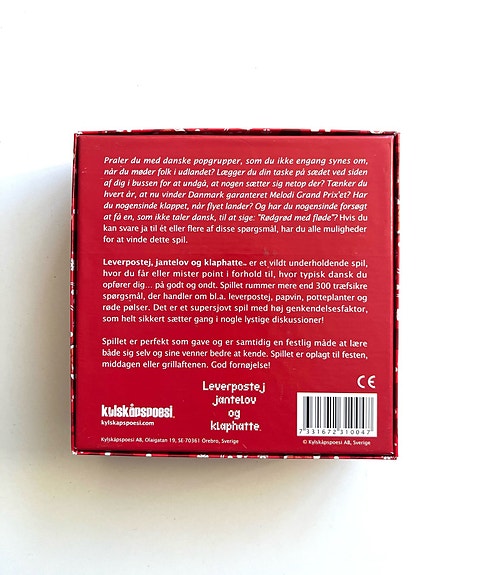 Praler du med danske popgrupper, som du ikke engang synes om,
når du møder folk i udlandet? Lægger du din taske på sædet ved siden
af dig i bussen for at undgå, at nogen sætter sig netop der? Tænker du
hvert år, at nu vinder Danmark garanteret Melodi Grand Prix'et? Har
du nogensinde klappet, når flyet lander? Og har du nogensinde forsøgt
at få en, som ikke taler dansk, til at sige: "Rødgrød med fløde"? Hvis du
kan svare ja til ét eller flere af disse spørgsmål, har du alle muligheder
for at vinde dette spil.
Leverpostej, jantelov og klaphatte™ er et vildt underholdende spil,
hvor du får eller mister point i forhold til, hvor typisk dansk du
opfører dig... på godt og ondt. Spillet rummer mere end 300 træfsikre
spørgsmål, der handler om bl.a. leverpostej, papvin, potteplanter og
røde pølser. Det er et supersjovt spil med høj genkendelsesfaktor,
som helt sikkert sætter gang i nogle lystige diskussioner!
Spillet er perfekt som gave og er samtidig en festlig måde at lære
både sig selv og sine venner bedre at kende. Spillet er oplagt til festen,
middagen eller grillaftenen. God fornøjelse!
Leverpostej
jantelov
og
klaphatte
CE
kylskåpspoesi
kylskapspoesi.com
7 331672 310047
Kylskåpspoesi AB, Olaigatan 19, SE-70361 Örebro, Sverige
© Kylskåpspoesi AB, Sverige